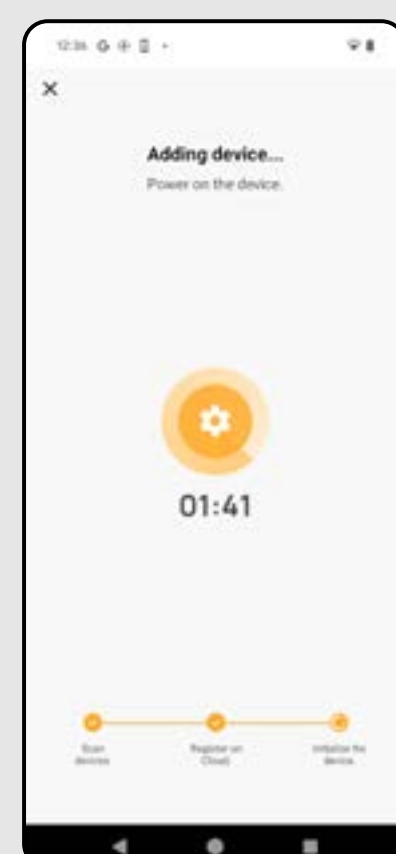 12:36 G
Adding device...
Power on the device.
01:41
Scan
devices
Register on
Cloud
Initialize the
device.